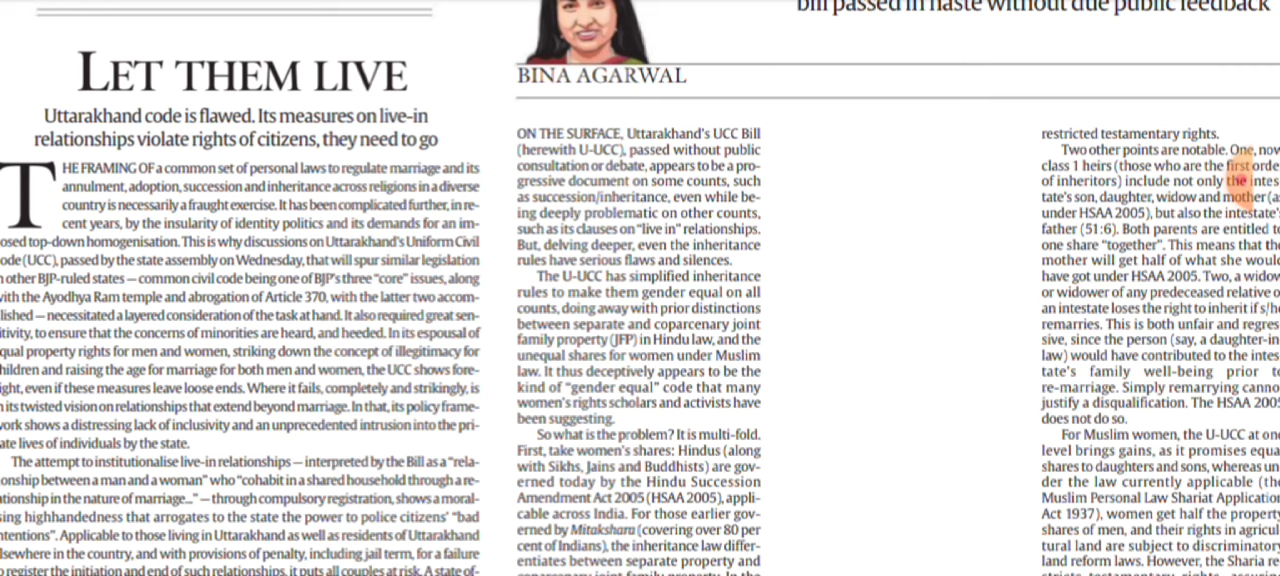 bill passed in haste without due public feedback
LET THEM LIVE
Uttarakhand code is flawed. Its measures on live-in
relationships violate rights of citizens, they need to go
THE FRAMING OF a common set of personal laws to regulate marriage and its
annulment, adoption, succession and inheritance across religions in a diverse
country is necessarily a fraught exercise. It has been complicated further, in re-
cent years, by the insularity of identity politics and its demands for an im-
osed top-down homogenisation. This is why discussions on Uttarakhand's Uniform Civil
ode (UCC), passed by the state assembly on Wednesday, that will spur similar legislation
n other BJP-ruled states — common civil code being one of BJP's three "core" issues, along
vith the Ayodhya Ram temple and abrogation of Article 370, with the latter two accom-
lished — necessitated a layered consideration of the task at hand. It also required great sen-
itivity, to ensure that the concerns of minorities are heard, and heeded. In its espousal of
qual property rights for men and women, striking down the concept of illegitimacy for
hildren and raising the age for marriage for both men and women, the UCC shows fore-
ight, even if these measures leave loose ends. Where it fails, completely and strikingly, is
n its twisted vision on relationships that extend beyond marriage. In that, its policy frame-
work shows a distressing lack of inclusivity and an unprecedented intrusion into the pri-
ate lives of individuals by the state.
The attempt to institutionalise live-in relationships — interpreted by the Bill as a "rela-
onship between a man and a woman" who "cohabit in a shared household through a re-
ationship in the nature of marriage..." — through compulsory registration, shows a moral-
sing highhandedness that arrogates to the state the power to police citizens' "bad
ntentions". Applicable to those living in Uttarakhand as well as residents of Uttarakhand
lsewhere in the country, and with provisions of penalty, including jail term, for a failure
o register the initiation and end of such relationships, it puts all couples at risk. A state of-
BINA AGARWAL
ON THE SURFACE, Uttarakhand's UCC Bill
(herewith U-UCC), passed without public
consultation or debate, appears to be a pro-
gressive document on some counts, such
as succession/inheritance, even while be-
ing deeply problematic on other counts,
such as its clauses on "live in" relationships.
But, delving deeper, even the inheritance
rules have serious flaws and silences.
The U-UCC has simplified inheritance
rules to make them gender equal on all
counts, doing away with prior distinctions
between separate and coparcenary joint
family property (JFP) in Hindu law, and the
unequal shares for women under Muslim
law. It thus deceptively appears to be the
kind of "gender equal" code that many
women's rights scholars and activists have
been suggesting.
So what is the problem? It is multi-fold.
First, take women's shares: Hindus (along
with Sikhs, Jains and Buddhists) are gov-
erned today by the Hindu Succession
Amendment Act 2005 (HSAA 2005), appli-
cable across India. For those earlier gov-
erned by Mitakshara (covering over 80 per
cent of Indians), the inheritance law differ-
entiates between separate property and
coparcenary joint family property. In the
restricted testamentary rights.
Two other points are notable. One, now
class 1 heirs (those who are the first orde
of inheritors) include not only the intes
tate's son, daughter, widow and mother (as
under HSAA 2005), but also the intestate's
father (51:6). Both parents are entitled to
one share "together". This means that the
mother will get half of what she would
have got under HSAA 2005. Two, a widow
or widower of any predeceased relative o
an intestate loses the right to inherit if s/he
remarries. This is both unfair and regres
sive, since the person (say, a daughter-in
law) would have contributed to the intes
tate's family well-being prior to
re-marriage. Simply remarrying canno
justify a disqualification. The HSAA 2005
does not do so.
For Muslim women, the U-UCC at one
level brings gains, as it promises equa
shares to daughters and sons, whereas un
der the law currently applicable (the
Muslim Personal Law Shariat Application
Act 1937), women get half the property
shares of men, and their rights in agricul
tural land are subject to discriminatory
land reform laws. However, the Sharia re